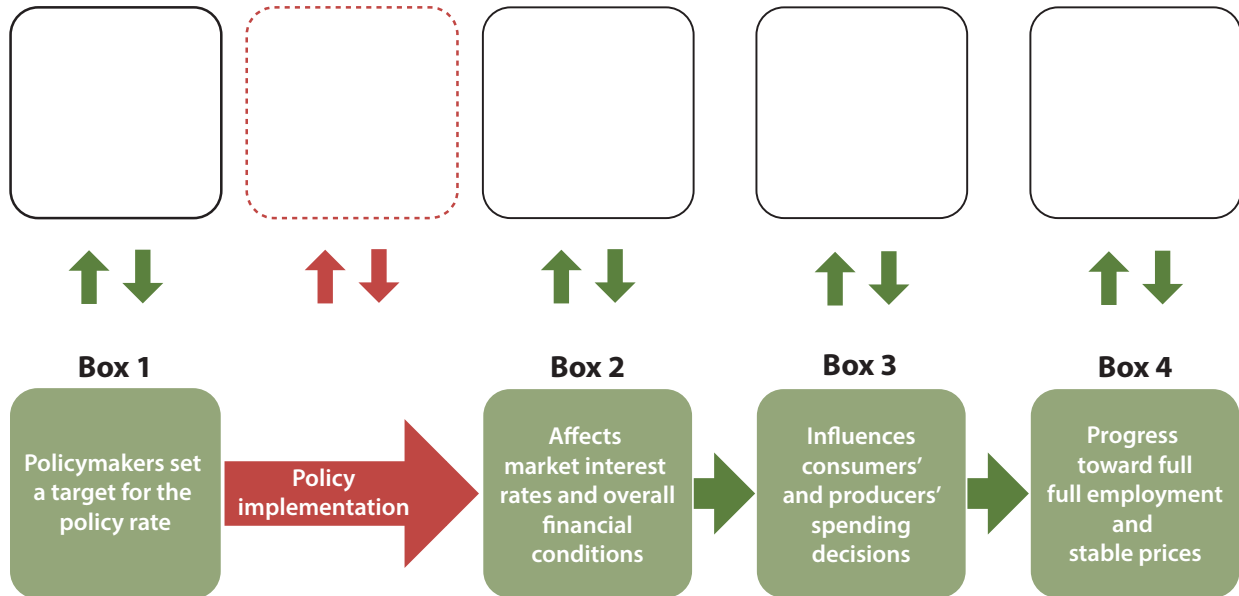 Box 1
Policymakers set
a target for the
policy rate
Policy
implementation
Box 2
Affects
market interest
rates and overall
financial
conditions
Box 3
Influences
consumers’
and producers’
spending
decisions
Box 4
Progress
toward full
full employment
and
stable prices